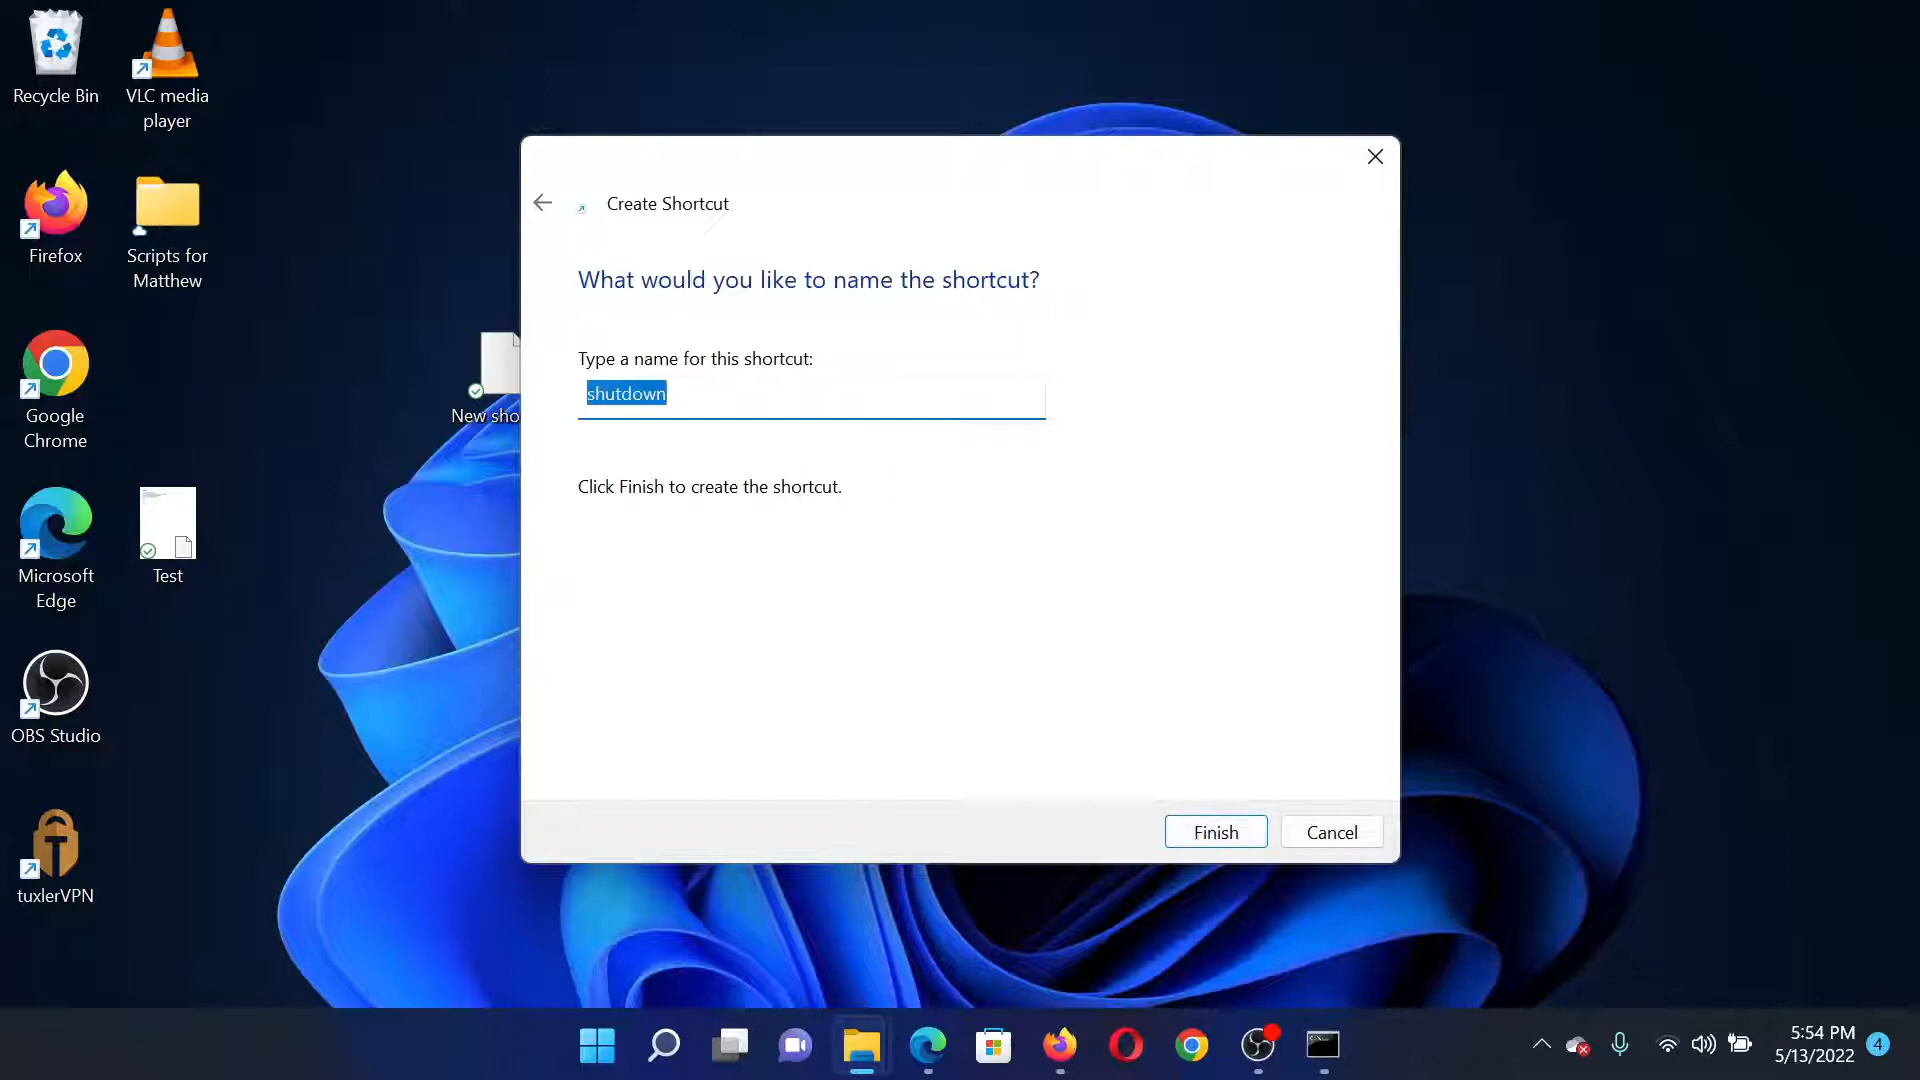 Recycle Bin
VLC media
player
Firefox
Scripts for
Matthew
Google
Chrome
Microsoft
Edge
Test
OBS Studio
tuxlerVPN
New sho
Create Shortcut
What would you like to name the shortcut?
Type a name for this shortcut:
shutdown
Click Finish to create the shortcut.
Finish
Cancel
5:54 PM
5/13/2022
4